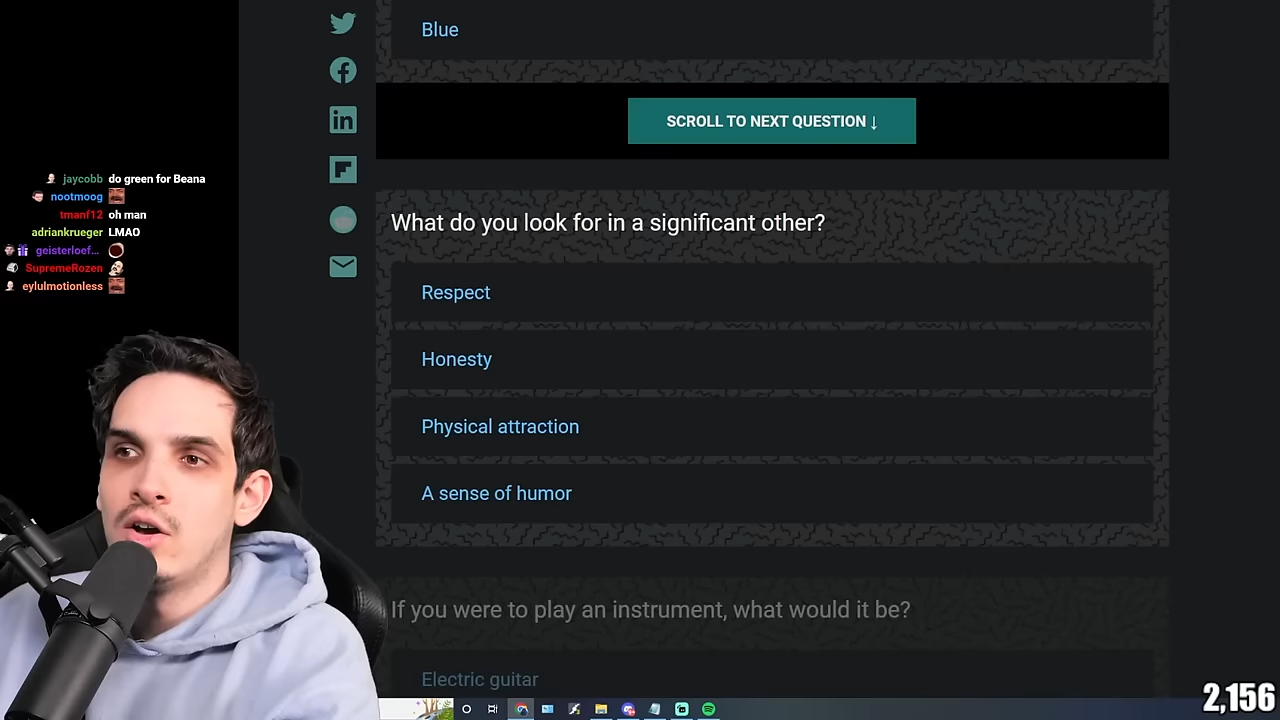 Blue
SCROLL TO NEXT QUESTION ↓
jaycobb do green for Beana
nootmoog
tmanf12 oh man
adriankrueger LMAO
geisterloef...
SupremeRozen
eylulmotionless
What do you look for in a significant other?
Respect
Honesty
Physical attraction
A sense of humor
If you were to play an instrument, what would it be?
Electric guitar
2,156